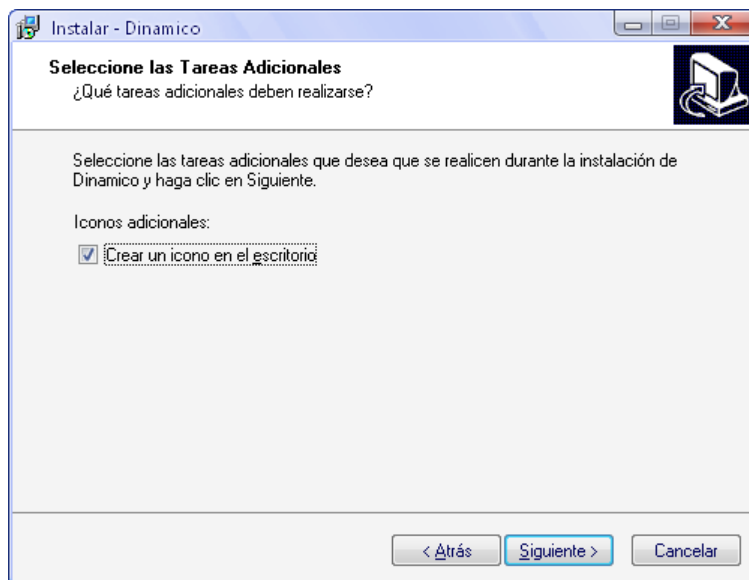 Instalar - Dinamico
Seleccione las Tareas Adicionales
¿Qué tareas adicionales deben realizarse?
Seleccione las tareas adicionales que desea que se realicen durante la instalación de
Dinamico y haga clic en Siguiente.
Iconos adicionales:
Crear un icono en el escritorio
< Atrás
Siguiente >
Cancelar